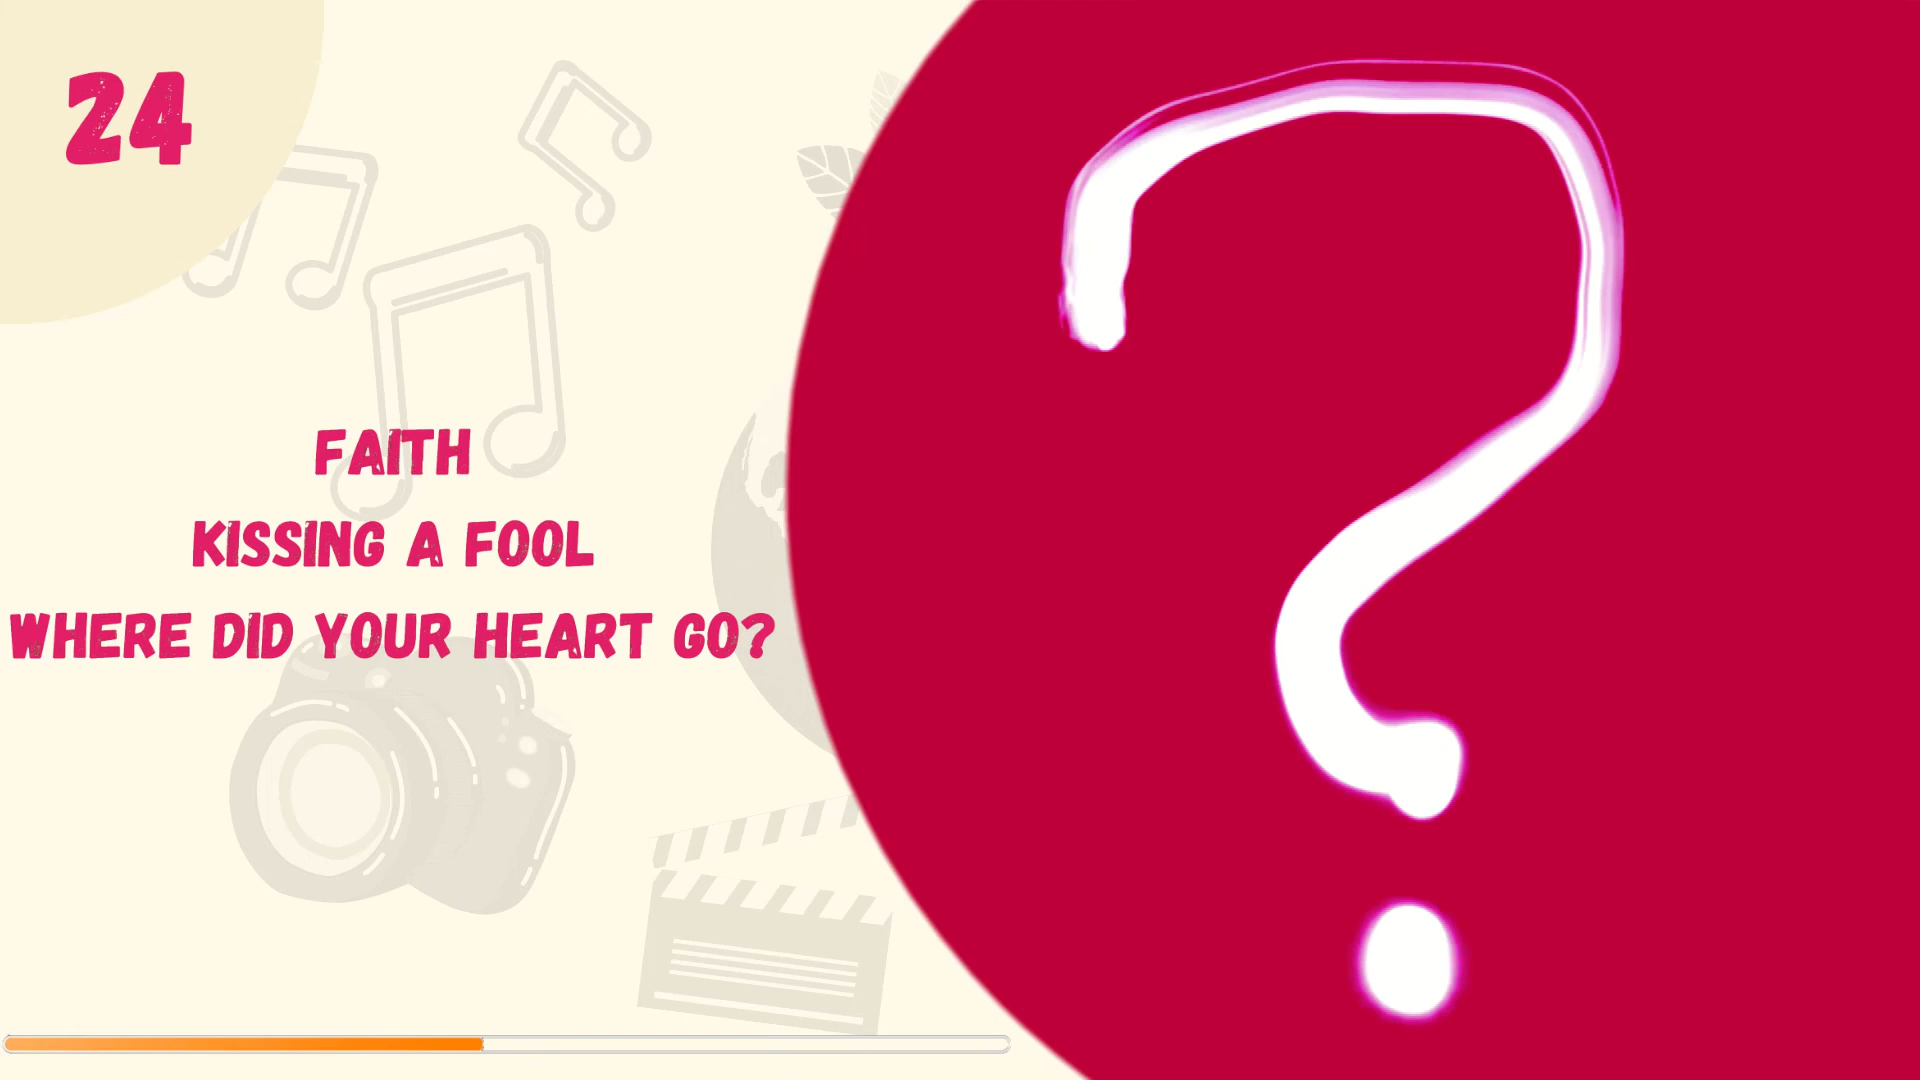 24
FAITH
KISSING A FOOL
WHERE DID YOUR HEART GO?
?